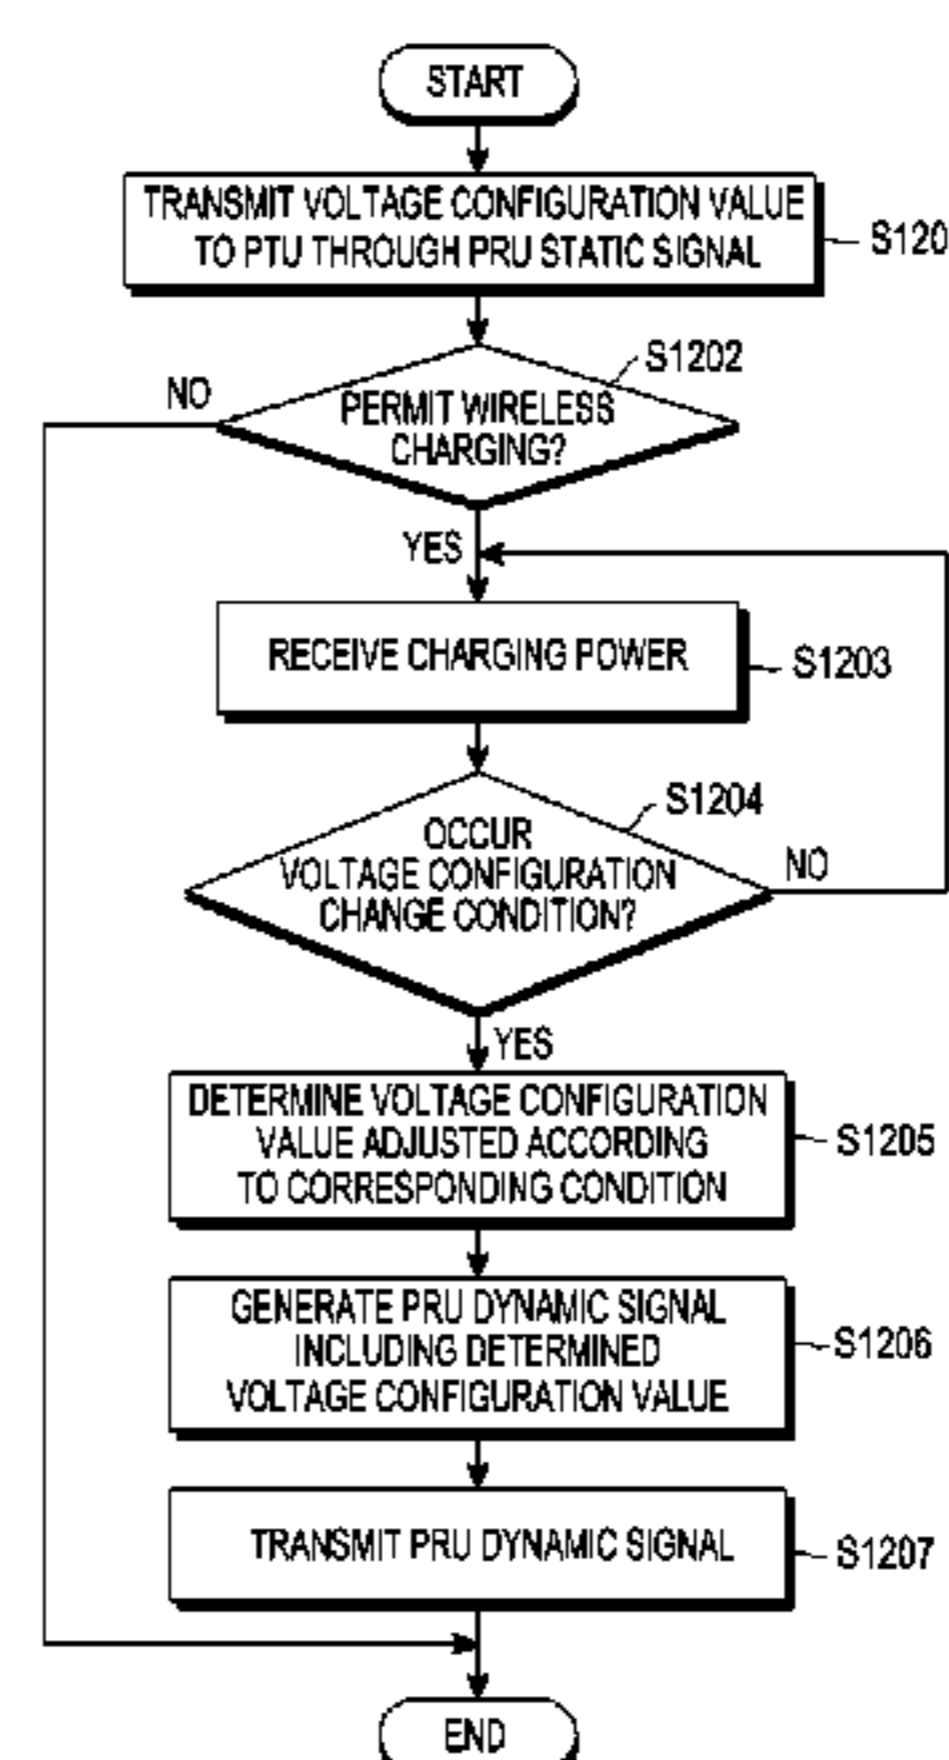 START
TRANSMIT VOLTAGE CONFIGURATION VALUE
TO PTU THROUGH PRU STATIC SIGNAL
S120
S1202
NO
PERMIT WIRELESS
CHARGING?
YES
RECEIVE CHARGING POWER
S1203
S1204
OCCUR
VOLTAGE CONFIGURATION
CHANGE CONDITION?
NO
YES
DETERMINE VOLTAGE CONFIGURATION
VALUE ADJUSTED ACCORDING
TO CORRESPONDING CONDITION
S1205
GENERATE PRU DYNAMIC SIGNAL
INCLUDING DETERMINED
VOLTAGE CONFIGURATION VALUE
S1206
TRANSMIT PRU DYNAMIC SIGNAL
S1207
END